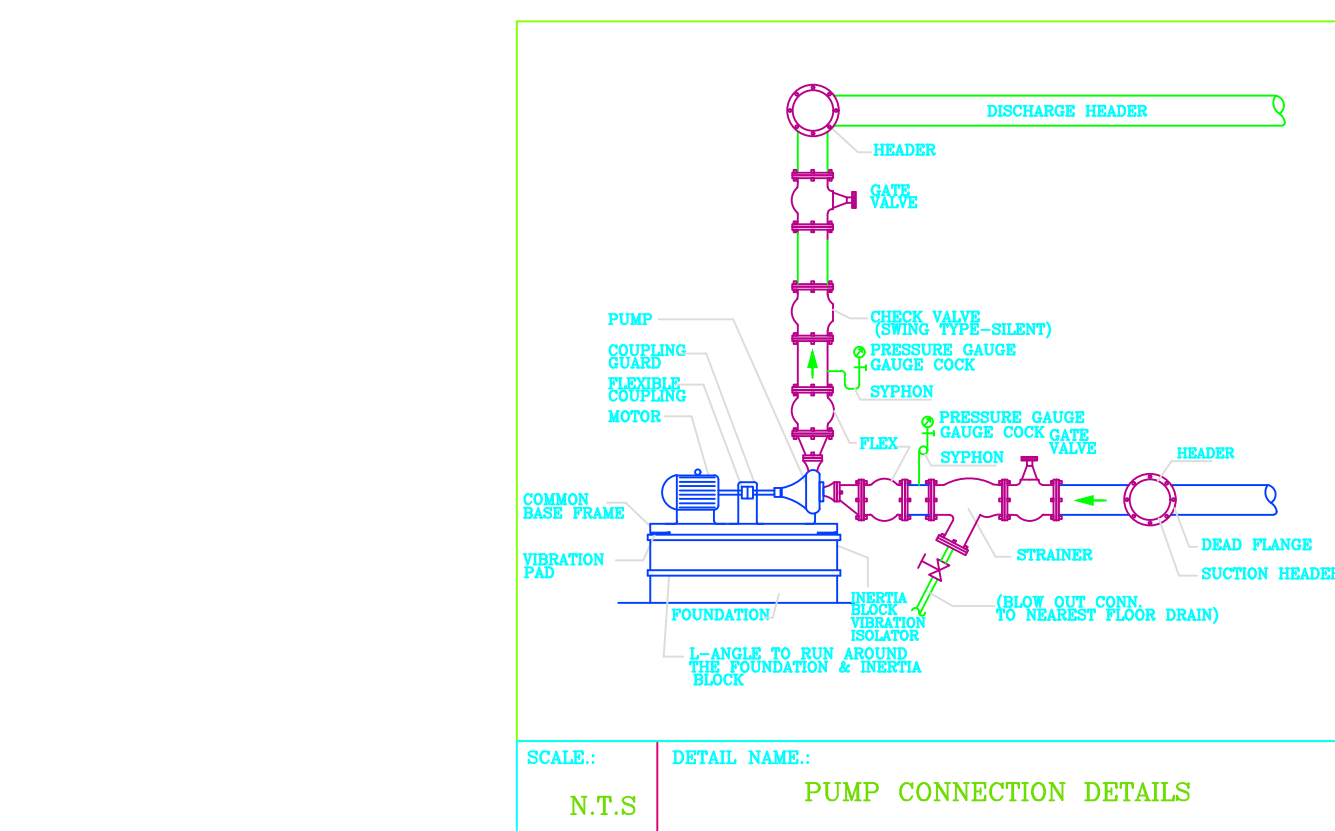 DISCHARGE HEADER
HEADER
GATE
VALVE
CHECK VALVE
(SWING TYPE-SILENT)
PRESSURE GAUGE
GAUGE COCK
SYPHON
PUMP
COUPLING
GUARD
FLEXIBLE
COUPLING
MOTOR
FLEX
PRESSURE GAUGE
GAUGE COCK
SYPHON
GATE
VALVE
HEADER
COMMON
BASE FRAME
VIBRATION
PAD
FOUNDATION
INERTIA
BLOCK
VIBRATION
ISOLATOR
STRAINER
DEAD FLANGE
SUCTION HEADER
(BLOW OUT CONN.
TO NEAREST FLOOR DRAIN)
L-ANGLE TO RUN AROUND
THE FOUNDATION & INERTIA
BLOCK
SCALE.:
N.T.S
DETAIL NAME.:
PUMP CONNECTION DETAILS